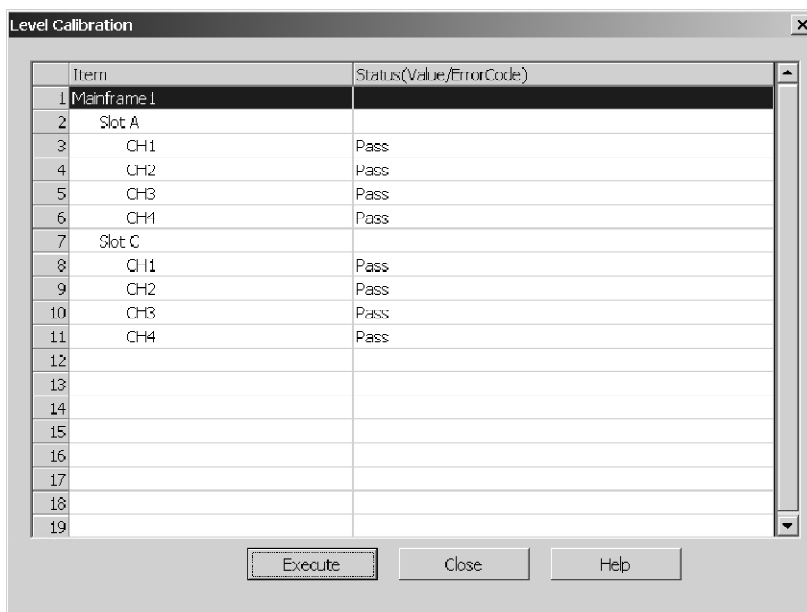 Level Calibration
Item Status(Value/ErrorCode)
1 Mainframe1
2 Slot A
3 CH1 Pass
4 CH2 Pass
5 CH3 Pass
6 CH4 Pass
7 Slot C
8 CH1 Pass
9 CH2 Pass
10 CH3 Pass
11 CH4 Pass
12
13
14
15
16
17
18
19
Execute Close Help